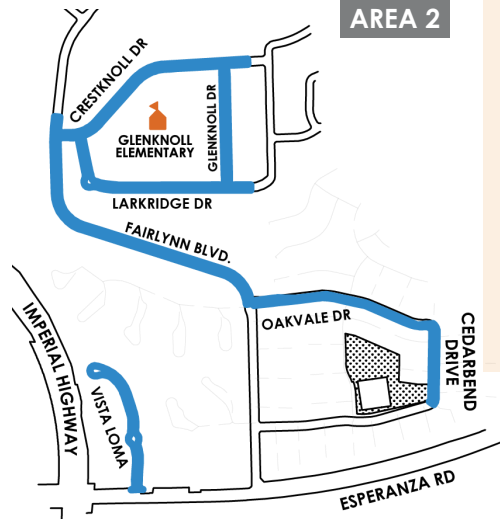 AREA 2
CRESTKNOLL DR
GLENKNOLL
ELEMENTARY
GLENKNOLL DR
LARKRIDGE DR
FAIRLYNN BLVD.
OAKVALE DR
CEDARBEND
DRIVE
IMPERIAL HIGHWAY
VISTA LOMA
ESPERANZA RD